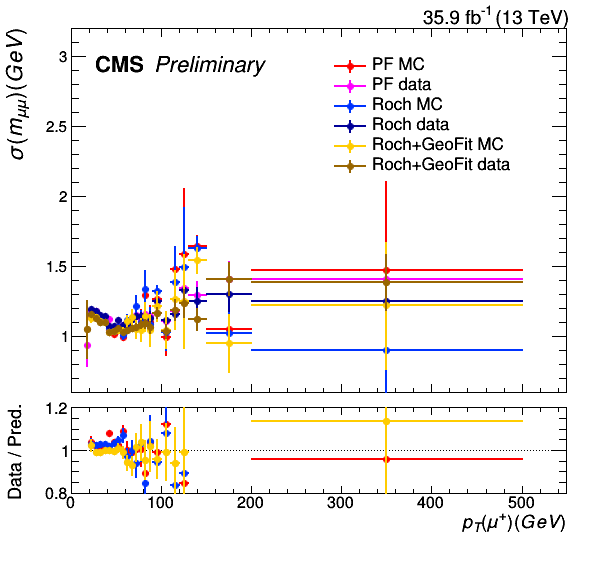 35.9 fb⁻¹ (13 TeV)
σ(m_μμ)(GeV)
CMS Preliminary
PF MC
PF data
Roch MC
Roch data
Roch+GeoFit MC
Roch+GeoFit data
3
2.5
2
1.5
1
Data / Pred.
1.2
1
0.8
0 100 200 300 400 500
p_T(μ⁺)(GeV)